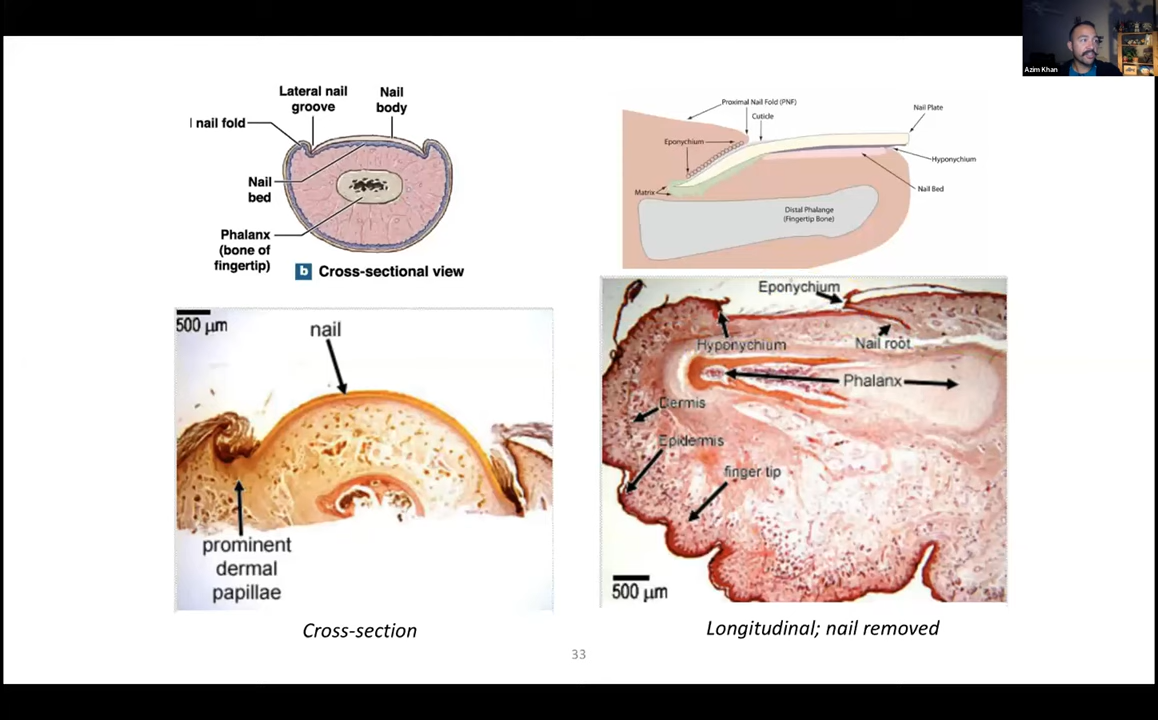 Azim Khan
Lateral nail
groove
Nail
body
l nail fold
Nail
bed
Phalanx
(bone of
fingertip)
b Cross-sectional view
Proximal Nail Fold (PNF)
Cuticle
Nail Plate
Eponychium
Hyponychium
Matrix
Nail Bed
Distal Phalange
(Fingertip Bone)
500 µm
nail
prominent
dermal
papillae
Cross-section
Eponychium
Hyponychium
Nail root
Phalanx
Dermis
Epidermis
finger tip
500 µm
Longitudinal; nail removed
33